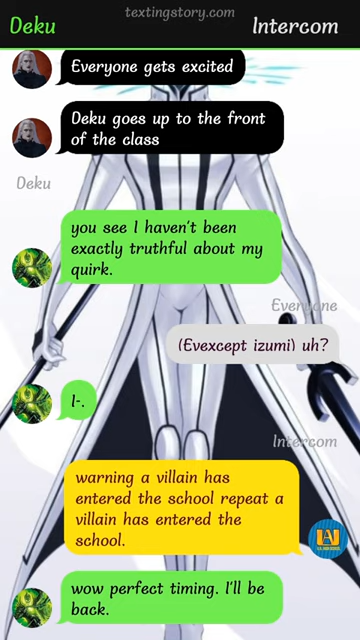 textingstory.com
Deku
Intercom
Everyone gets excited
Deku goes up to the front
of the class
Deku
you see I haven't been
exactly truthful about my
quirk.
Everyone
(Evexcept izumi) uh?
I-.
Intercom
warning a villain has
entered the school repeat a
villain has entered the
school.
wow perfect timing. I'll be
back.